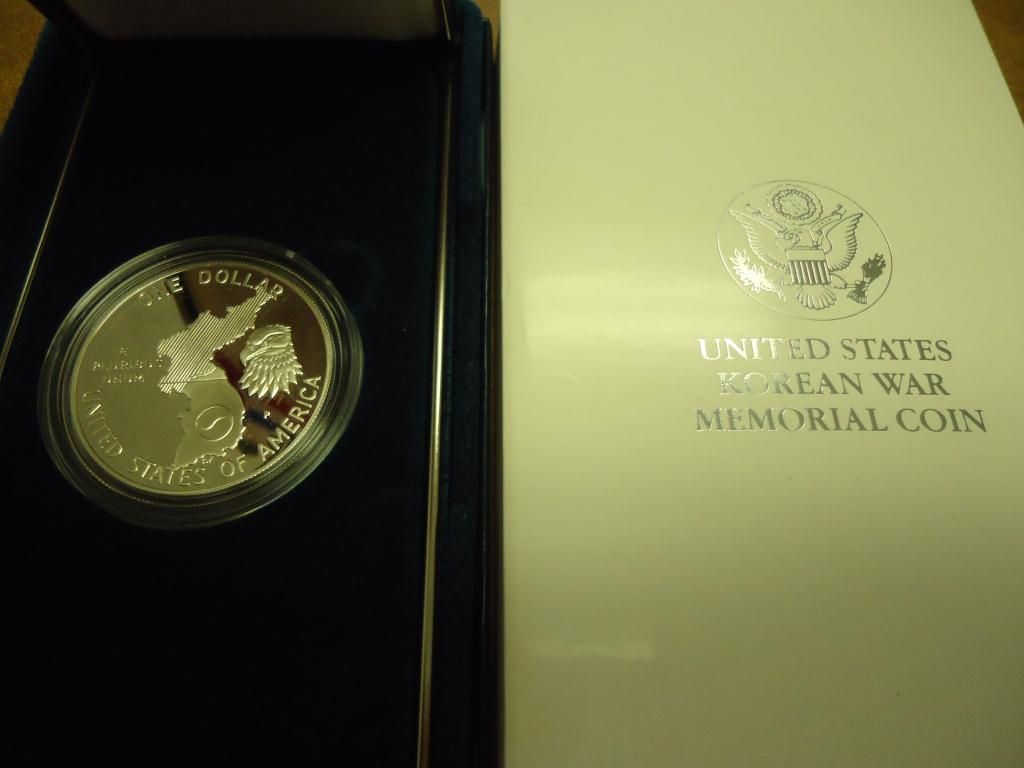 ONE DOLLAR
E
PLURIBUS
UNUM
UNITED STATES OF AMERICA
UNITED STATES
KOREAN WAR
MEMORIAL COIN